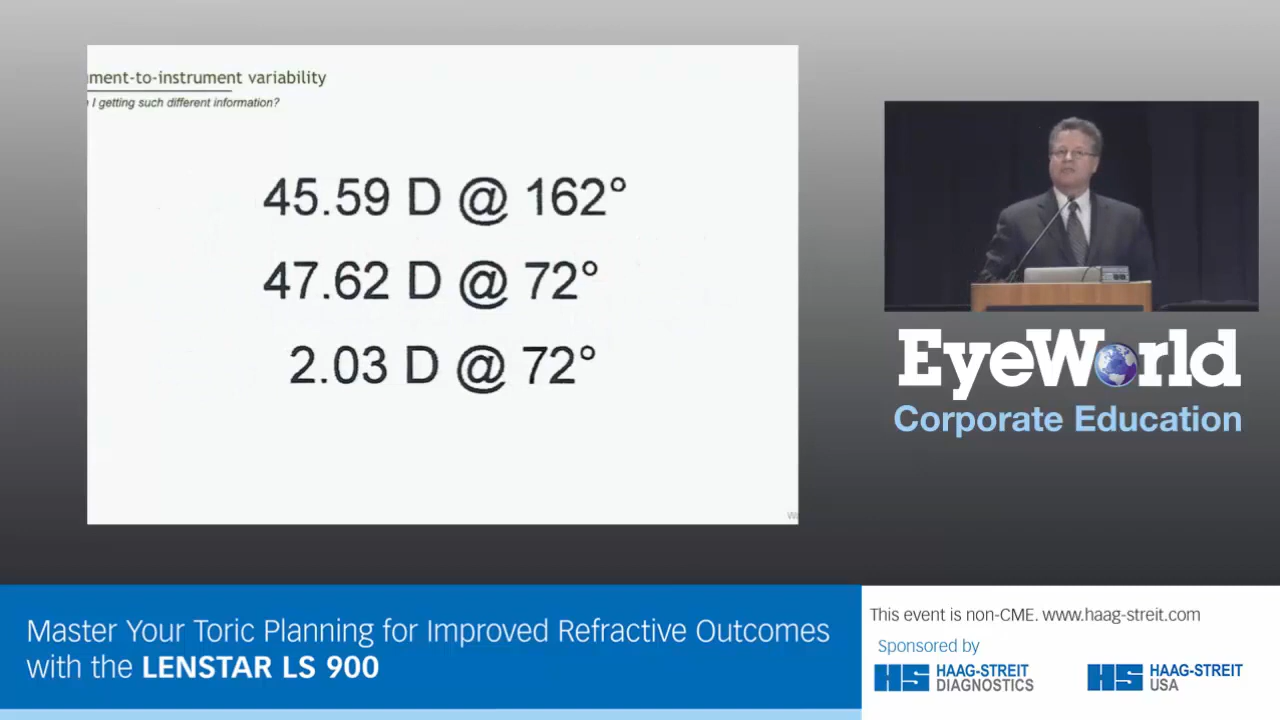 ment-to-instrument variability
I getting such different information?
45.59 D @ 162°
47.62 D @ 72°
2.03 D @ 72°
EyeWorld
Corporate Education
Master Your Toric Planning for Improved Refractive Outcomes
with the LENSTAR LS 900
This event is non-CME. www.haag-streit.com
Sponsored by
HS HAAG-STREIT
DIAGNOSTICS
HS HAAG-STREIT
USA